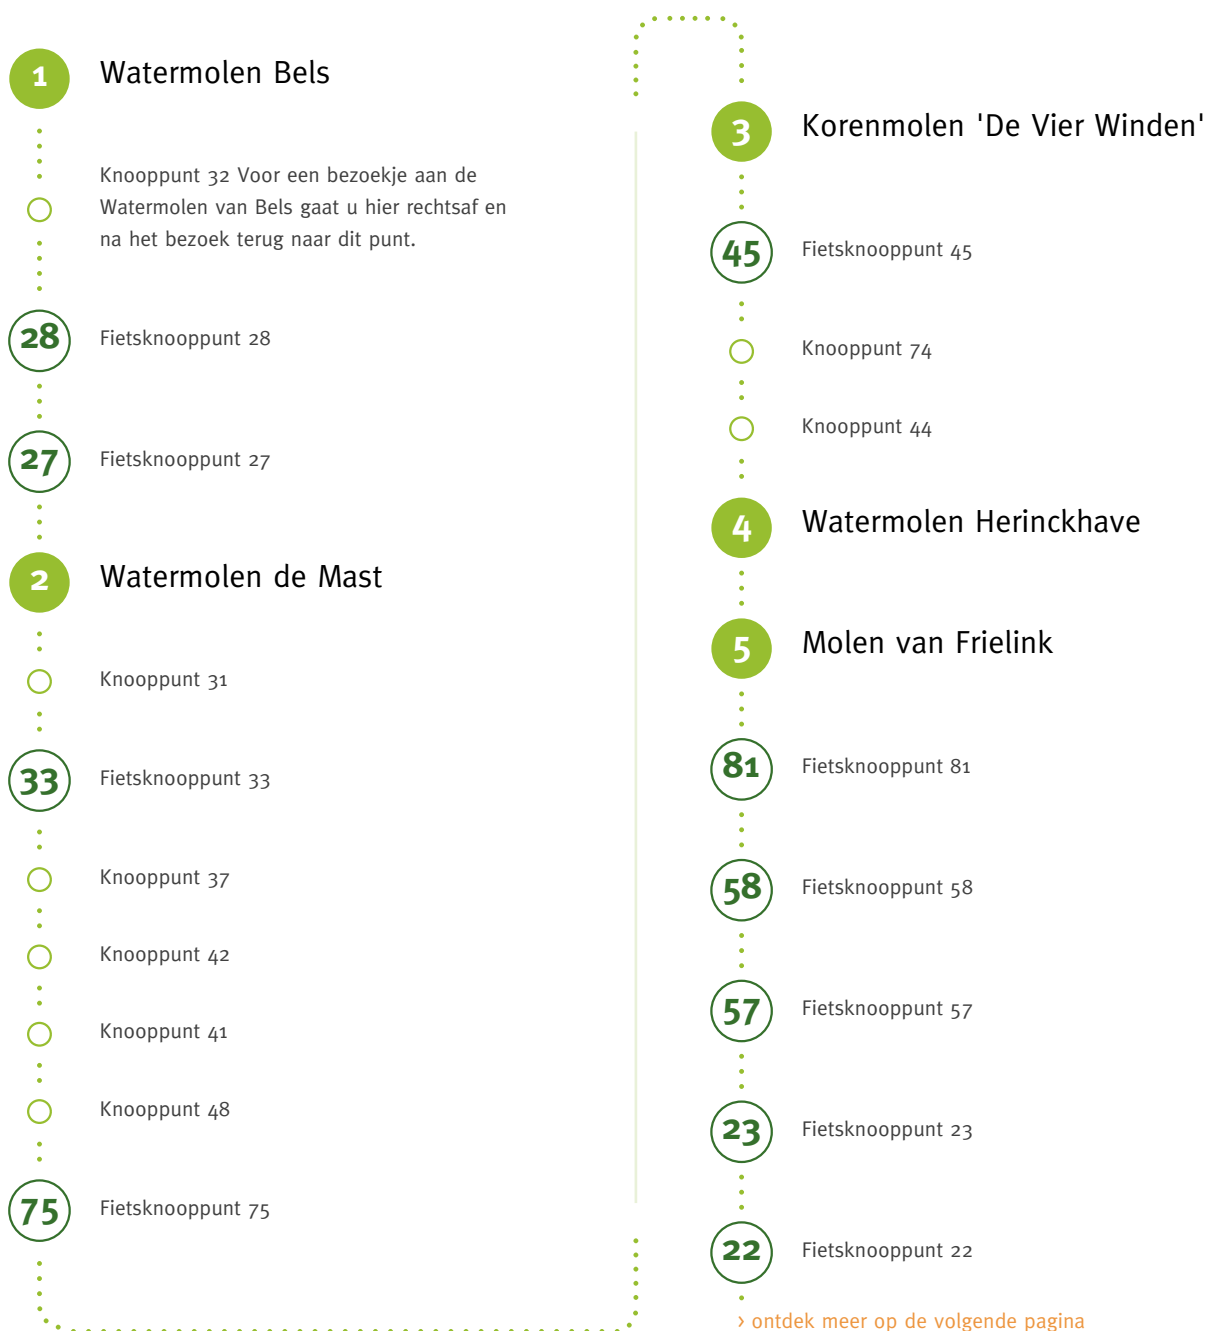 1 Watermolen Bels
Knooppunt 32 Voor een bezoekje aan de
Watermolen van Bels gaat u hier rechtsaf en
na het bezoek terug naar dit punt.
28 Fietsknooppunt 28
27 Fietsknooppunt 27
2 Watermolen de Mast
Knooppunt 31
33 Fietsknooppunt 33
Knooppunt 37
Knooppunt 42
Knooppunt 41
Knooppunt 48
75 Fietsknooppunt 75
3 Korenmolen 'De Vier Winden'
45 Fietsknooppunt 45
Knooppunt 74
Knooppunt 44
4 Watermolen Herinckhave
5 Molen van Frielink
81 Fietsknooppunt 81
58 Fietsknooppunt 58
57 Fietsknooppunt 57
23 Fietsknooppunt 23
22 Fietsknooppunt 22
> ontdek meer op de volgende pagina